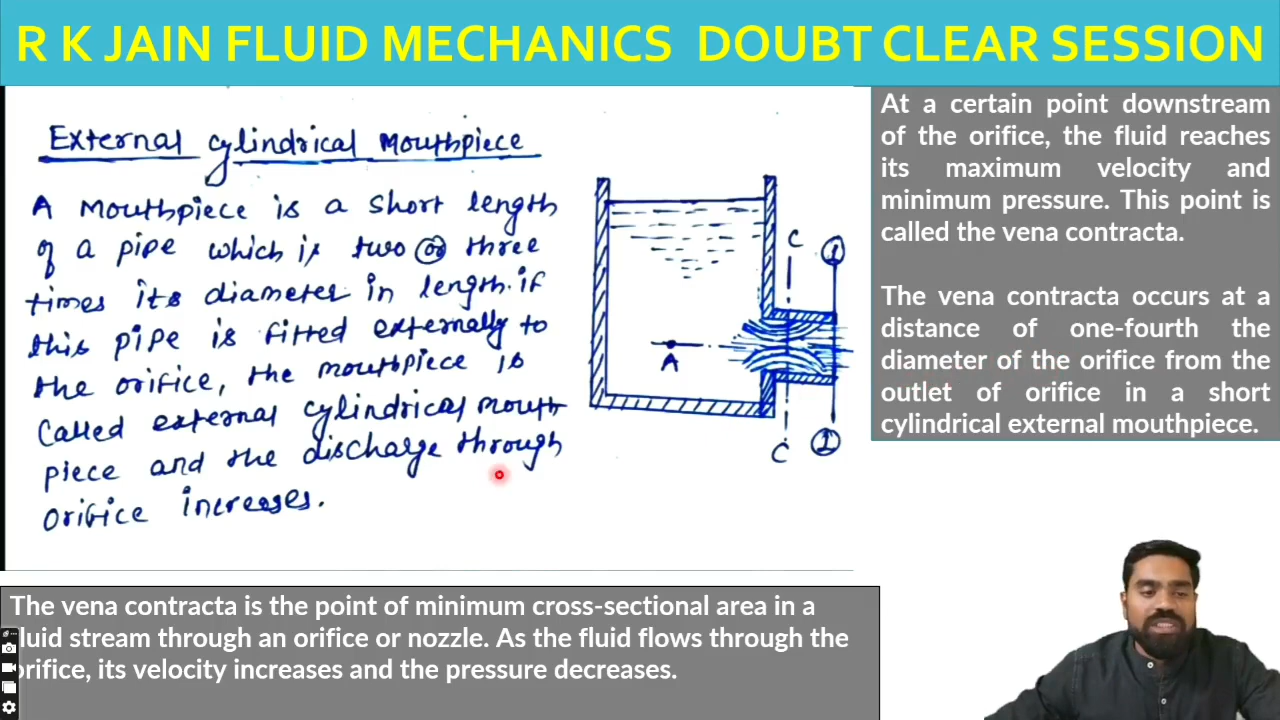 R K JAIN FLUID MECHANICS DOUBT CLEAR SESSION
External cylindrical Mouthpiece
A Mouthpiece is a short length
of a pipe which is two or three
times its diameter in length. if
this pipe is fitted externally to
the orifice, the mouthpiece is
called external cylindrical mouth
piece and the discharge through
orifice increases.
C
1
A
C
1
At a certain point downstream
of the orifice, the fluid reaches
its maximum velocity and
minimum pressure. This point is
called the vena contracta.
The vena contracta occurs at a
distance of one-fourth the
diameter of the orifice from the
outlet of orifice in a short
cylindrical external mouthpiece.
The vena contracta is the point of minimum cross-sectional area in a
fluid stream through an orifice or nozzle. As the fluid flows through the
orifice, its velocity increases and the pressure decreases.